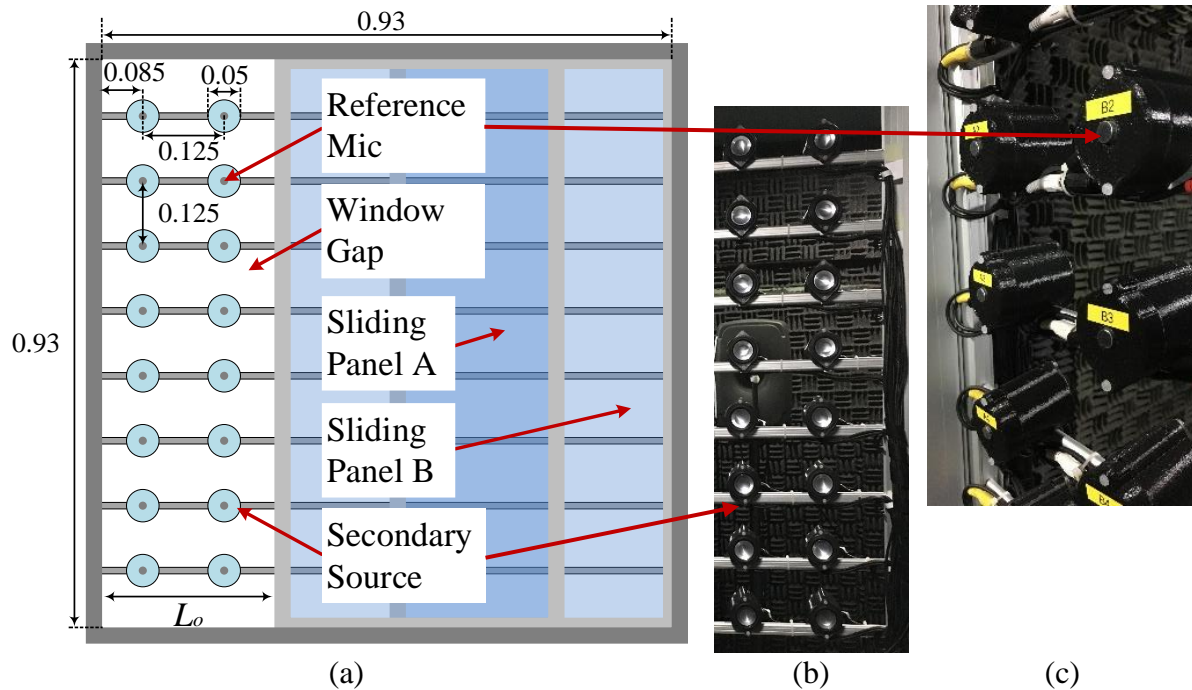 0.93
0.085
0.05
0.125
0.125
0.93
Reference
Mic
Window
Gap
Sliding
Panel A
Sliding
Panel B
Secondary
Source
Lo
B2
B3
B4
(a)
(b)
(c)